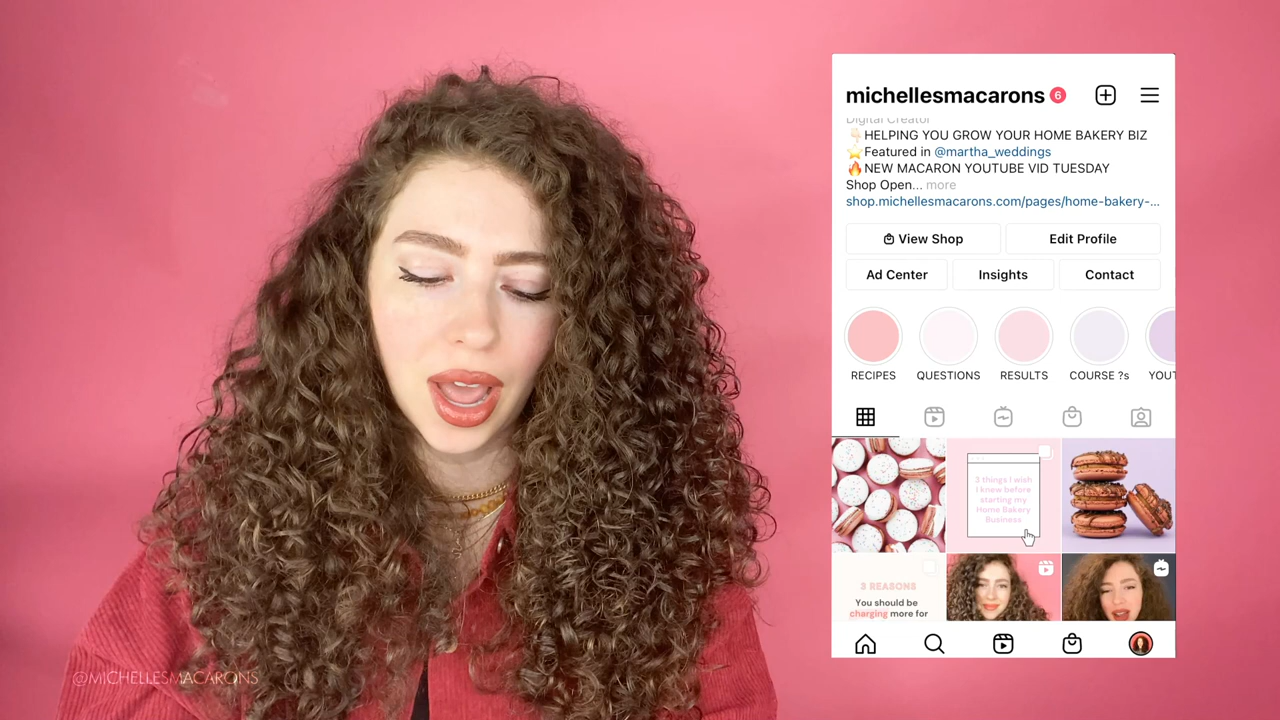 michellesmacarons 6
Digital Creator
HELPING YOU GROW YOUR HOME BAKERY BIZ
Featured in @martha_weddings
NEW MACARON YOUTUBE VID TUESDAY
Shop Open... more
shop.michellesmacarons.com/pages/home-bakery-...
View Shop
Edit Profile
Ad Center
Insights
Contact
RECIPES
QUESTIONS
RESULTS
COURSE ?s
YOUT
3 things I wish
I knew before
starting my
Home Bakery
Business
3 REASONS
You should be
charging more for
@MICHELLESMACARONS